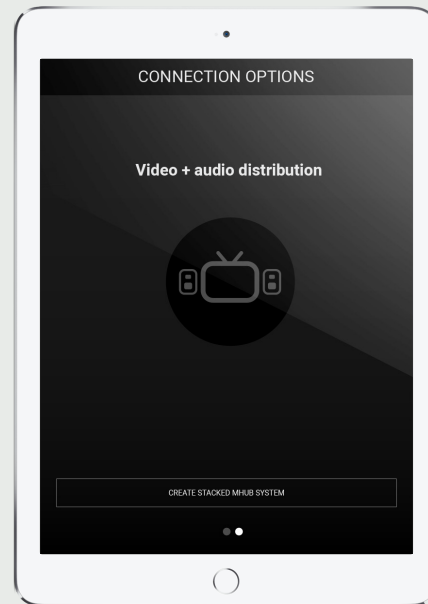 CONNECTION OPTIONS
Video + audio distribution
CREATE STACKED MHUB SYSTEM